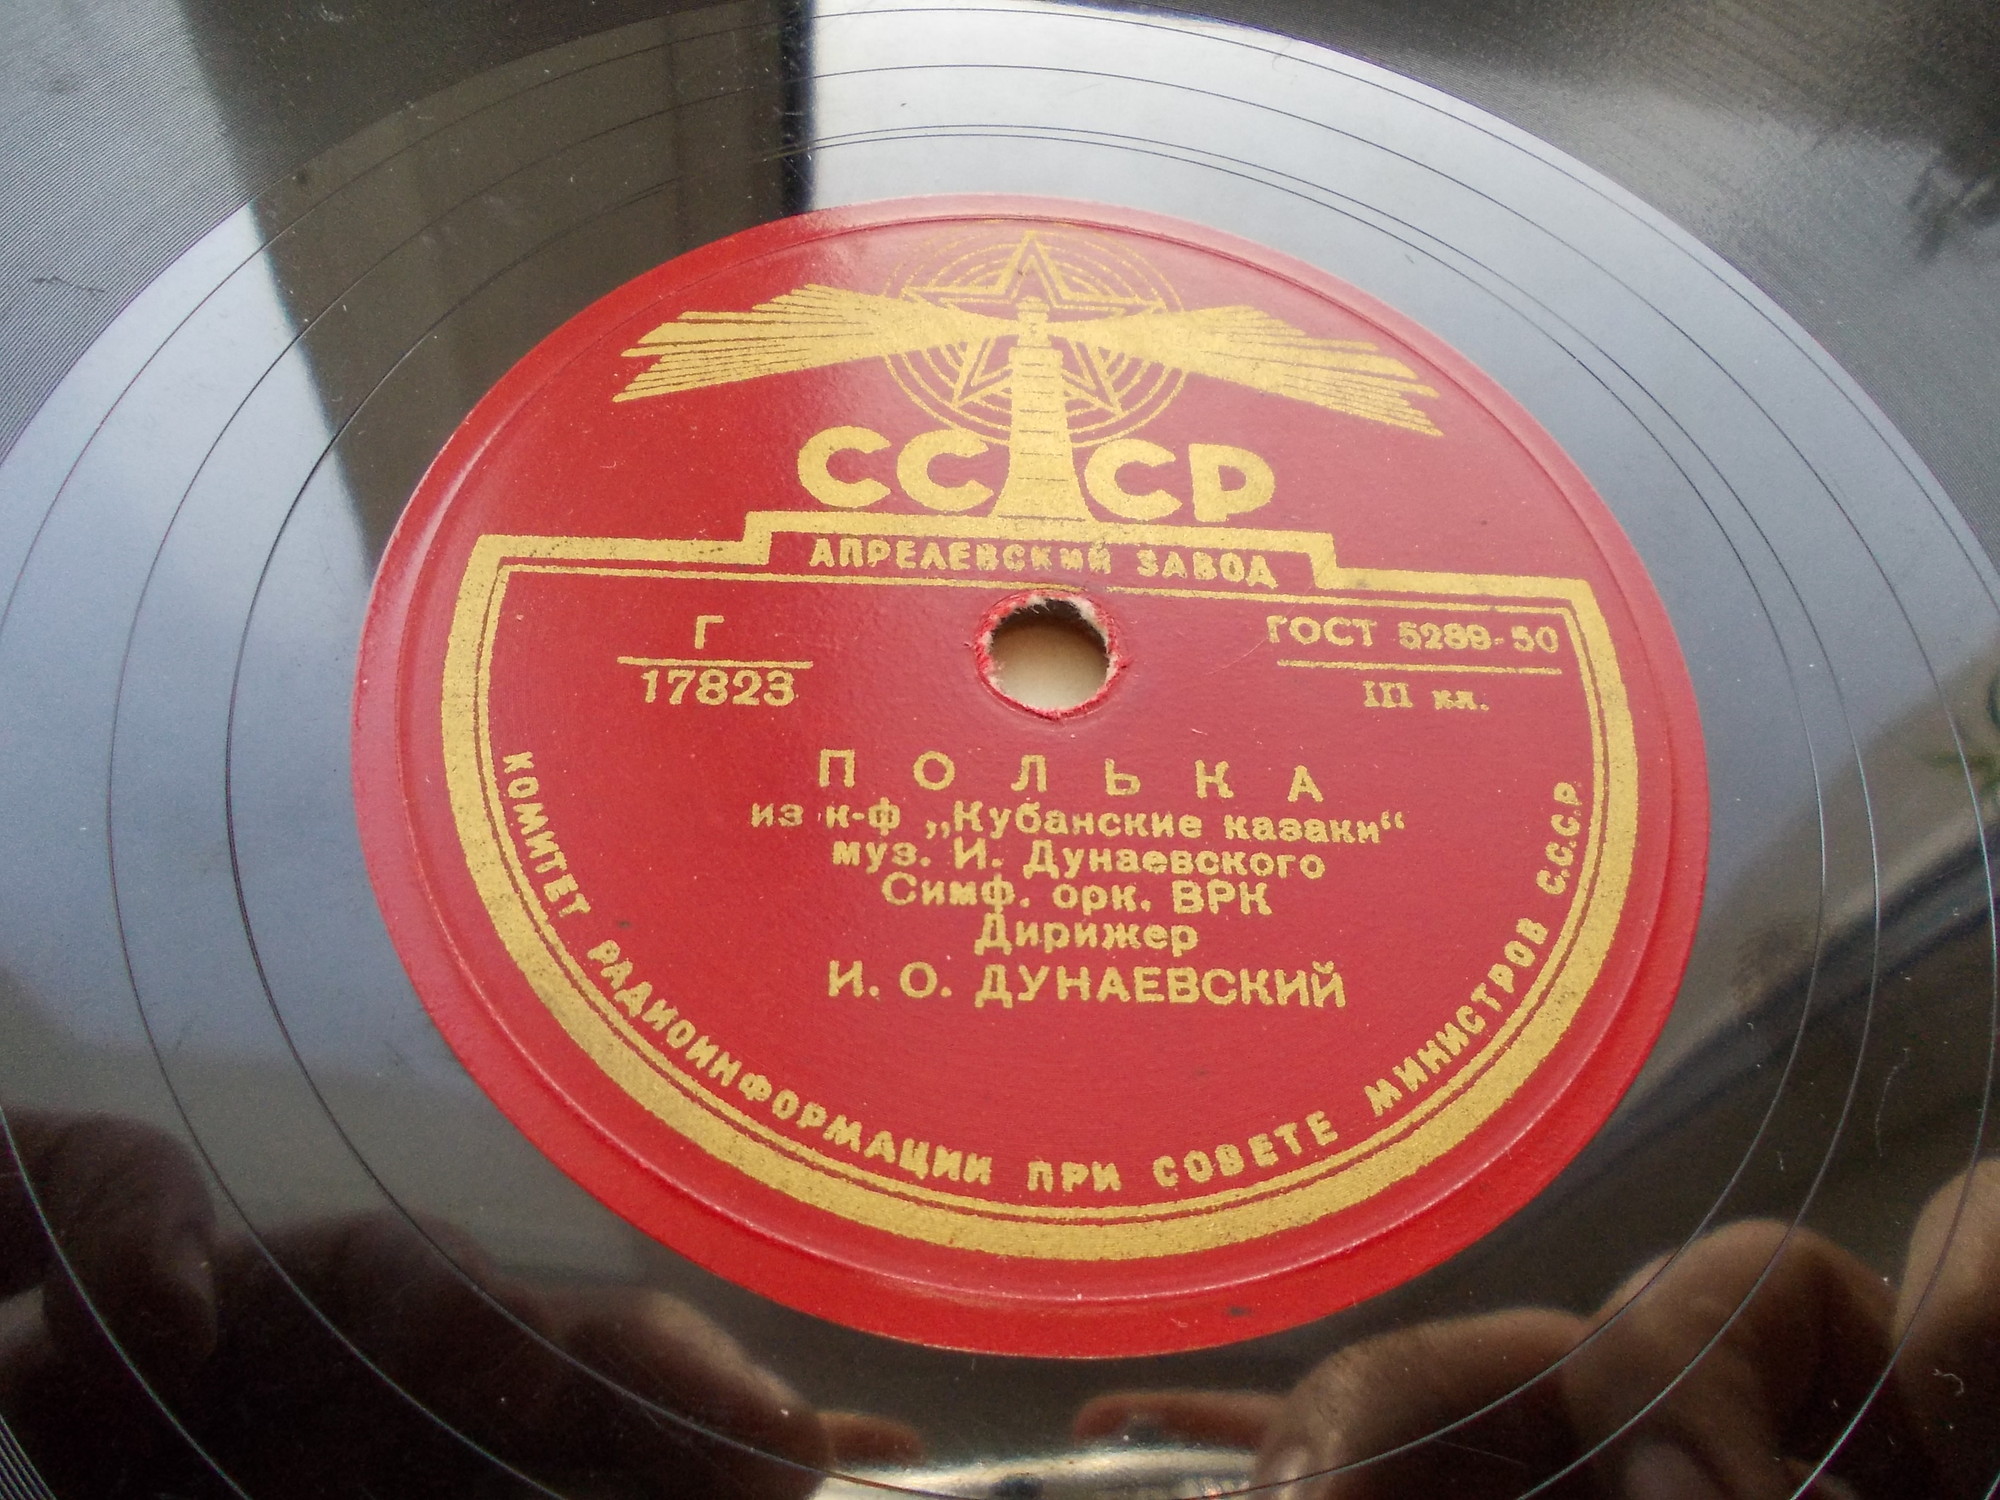 СССР
АПРЕЛЕВСКИЙ ЗАВОД
Г
17823
ГОСТ 5289-50
III кл.
ПОЛЬКА
из к-ф „Кубанские казаки“
муз. И. Дунаевского
Симф. орк. ВРК
Дирижер
И. О. ДУНАЕВСКИЙ
КОМИТЕТ РАДИОИНФОРМАЦИИ ПРИ СОВЕТЕ МИНИСТРОВ С.С.С.Р.